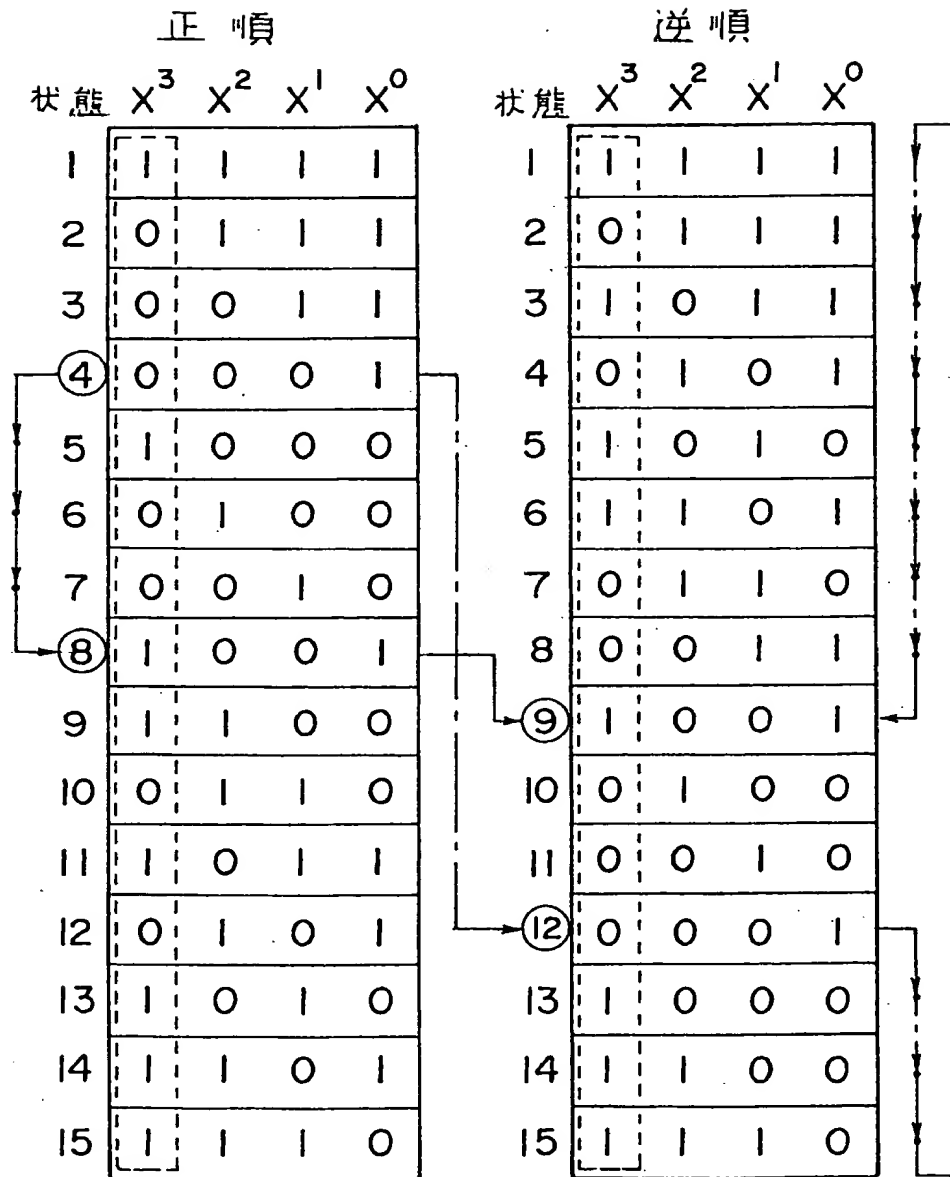 正順
状態 X³ X² X¹ X⁰
1 1 1 1 1
2 0 1 1 1
3 0 0 1 1
④ 0 0 0 1
5 1 0 0 0
6 0 1 0 0
7 0 0 1 0
⑧ 1 0 0 1
9 1 1 0 0
10 0 1 1 0
11 1 0 1 1
12 0 1 0 1
13 1 0 1 0
14 1 1 0 1
15 1 1 1 0
逆順
状態 X³ X² X¹ X⁰
1 1 1 1 1
2 0 1 1 1
3 1 0 1 1
4 0 1 0 1
5 1 0 1 0
6 1 1 0 1
7 0 1 1 0
8 0 0 1 1
⑨ 1 0 0 1
10 0 1 0 0
11 0 0 1 0
⑫ 0 0 0 1
13 1 0 0 0
14 1 1 0 0
15 1 1 1 0